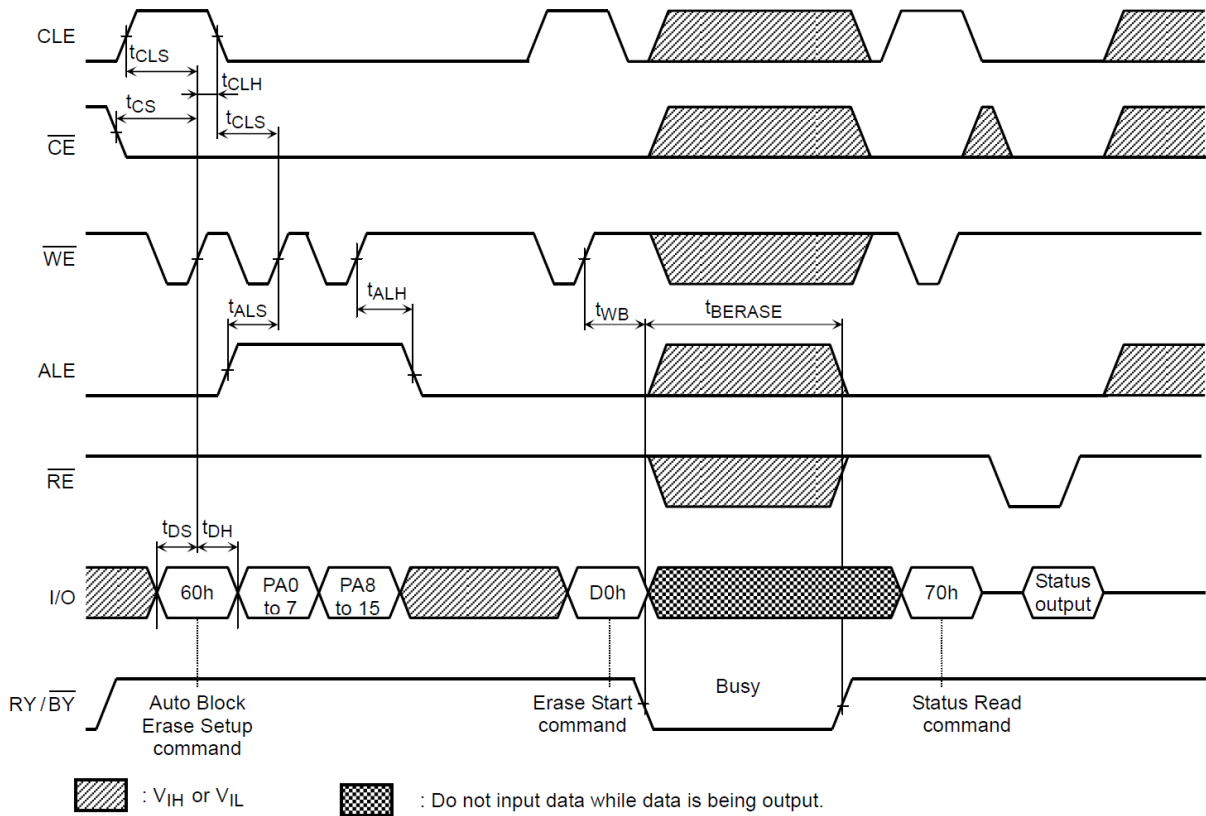 CLE
tCLS
tCLH
tCS
tCLS
CE
WE
tALS
tALH
tWB
tBERASE
ALE
RE
tDS
tDH
I/O
60h
PA0
to 7
PA8
to 15
D0h
70h
Status
output
RY / BY
Busy
Auto Block
Erase Setup
command
Erase Start
command
Status Read
command
: VIH or VIL
: Do not input data while data is being output.